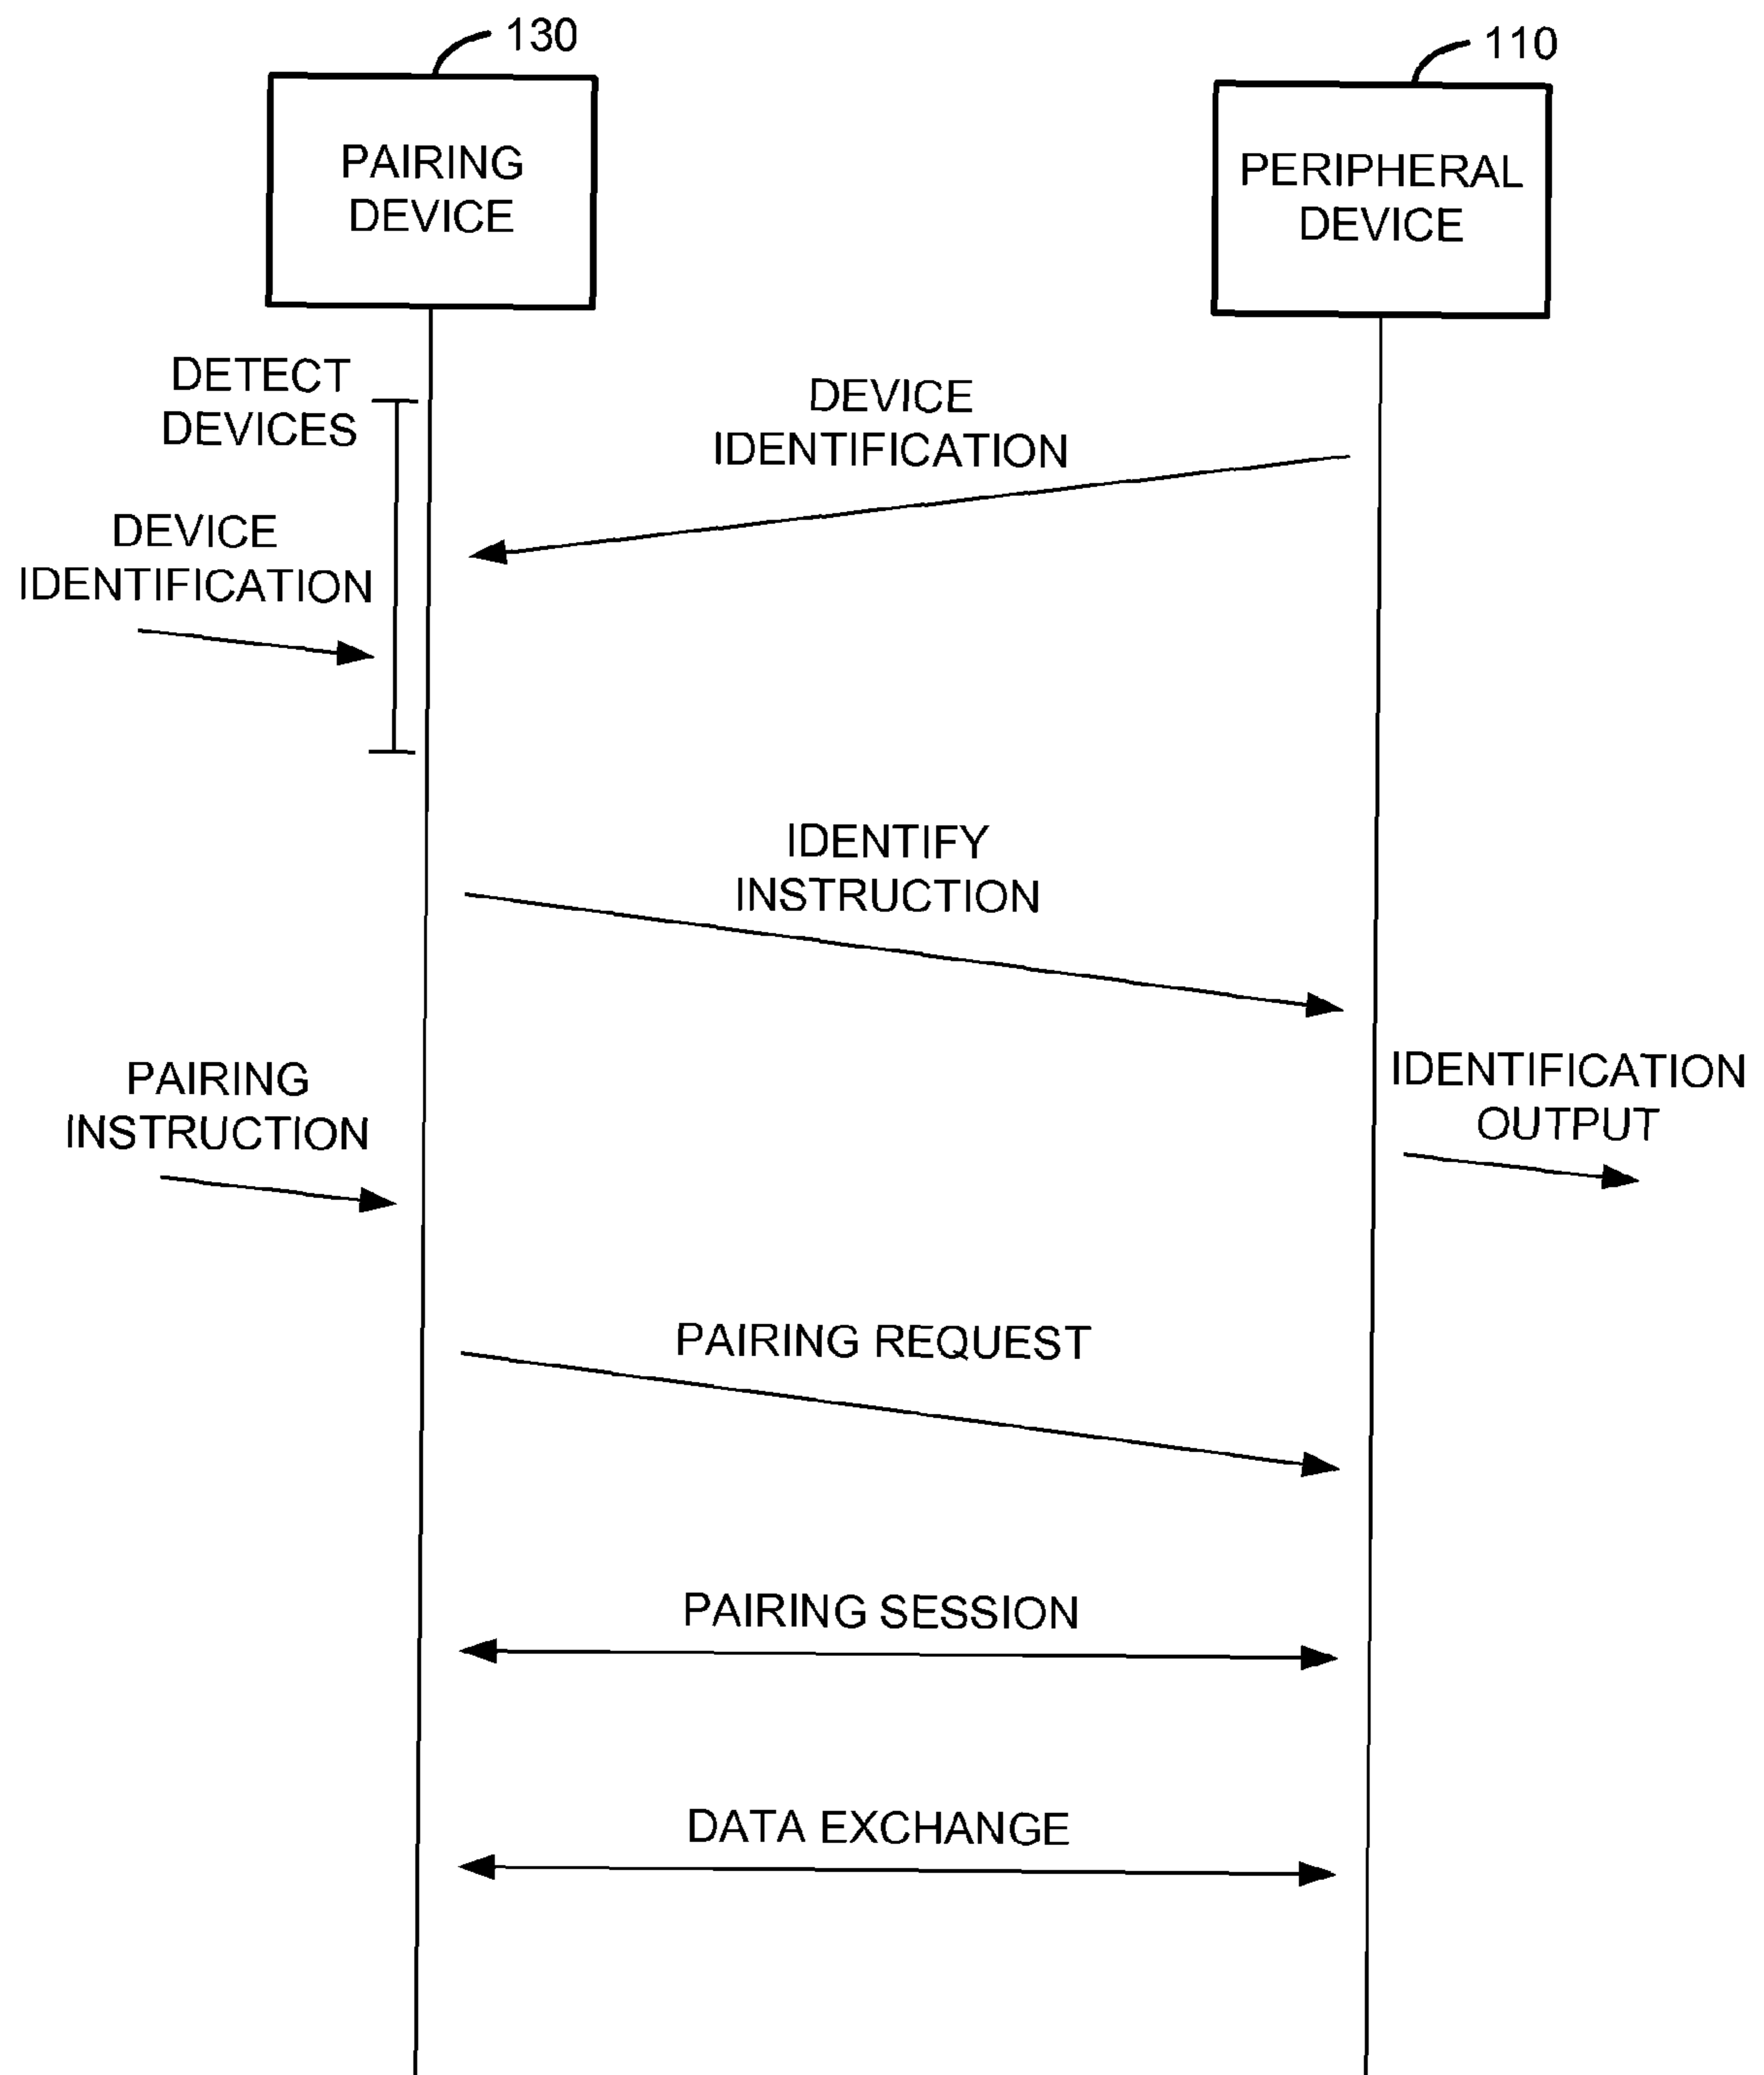 130
110
PAIRING
DEVICE
PERIPHERAL
DEVICE
DETECT
DEVICES
DEVICE
IDENTIFICATION
DEVICE
IDENTIFICATION
IDENTIFY
INSTRUCTION
PAIRING
INSTRUCTION
IDENTIFICATION
OUTPUT
PAIRING REQUEST
PAIRING SESSION
DATA EXCHANGE